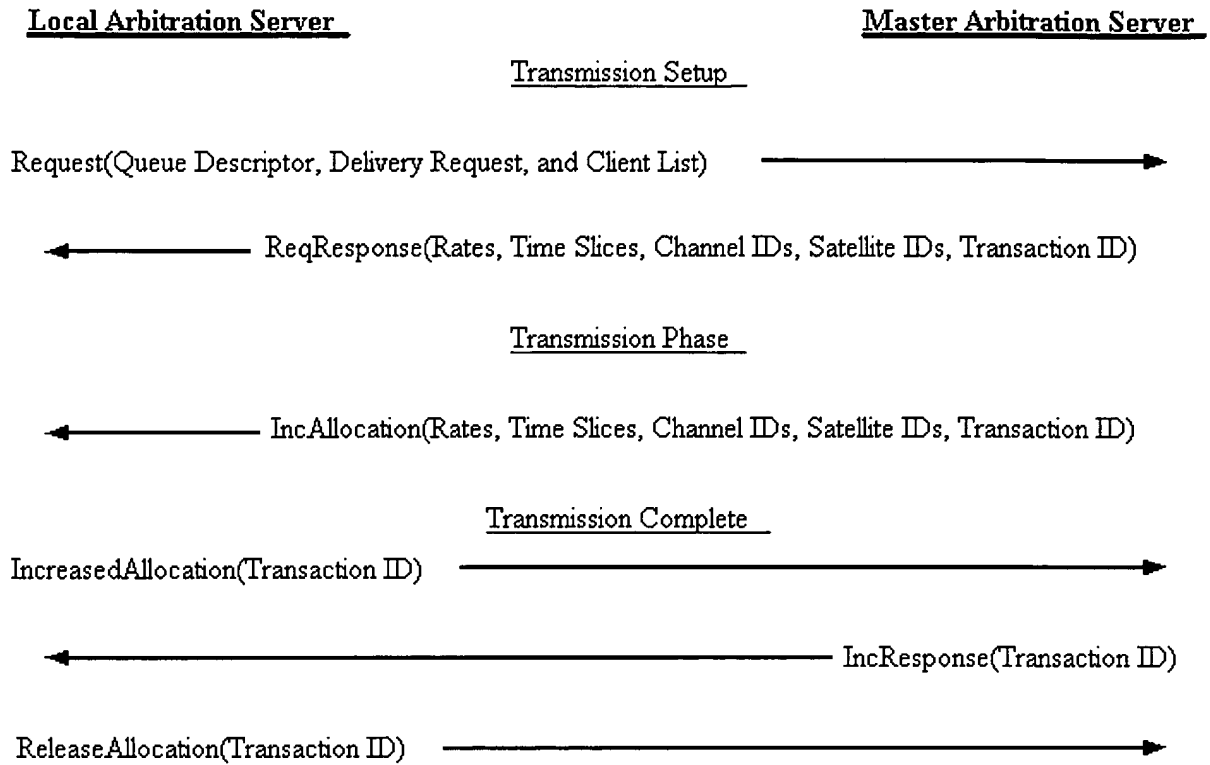 Local Arbitration Server
Master Arbitration Server
Transmission Setup
Request(Queue Descriptor, Delivery Request, and Client List)
ReqResponse(Rates, Time Slices, Channel IDs, Satellite IDs, Transaction ID)
Transmission Phase
IncAllocation(Rates, Time Slices, Channel IDs, Satellite IDs, Transaction ID)
Transmission Complete
IncreasedAllocation(Transaction ID)
IncResponse(Transaction ID)
ReleaseAllocation(Transaction ID)